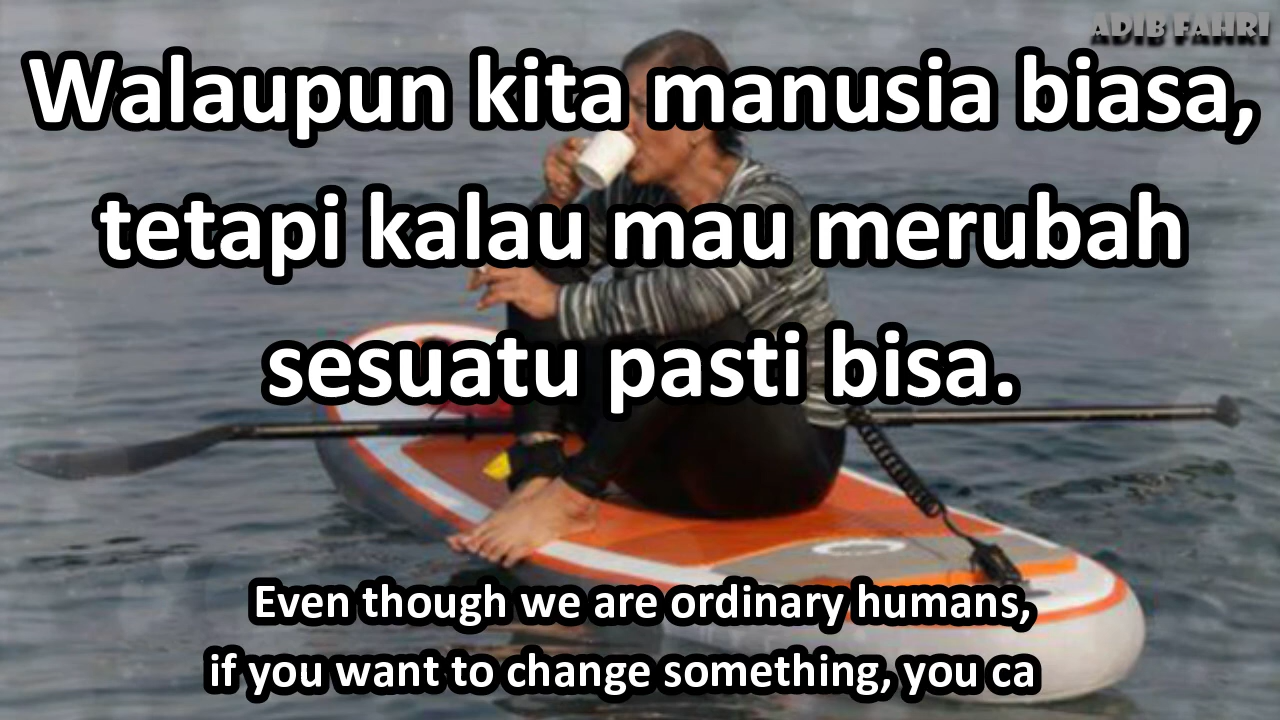 ADIB FAHRI
Walaupun kita manusia biasa,
tetapi kalau mau merubah
sesuatu pasti bisa.
Even though we are ordinary humans,
if you want to change something, you ca